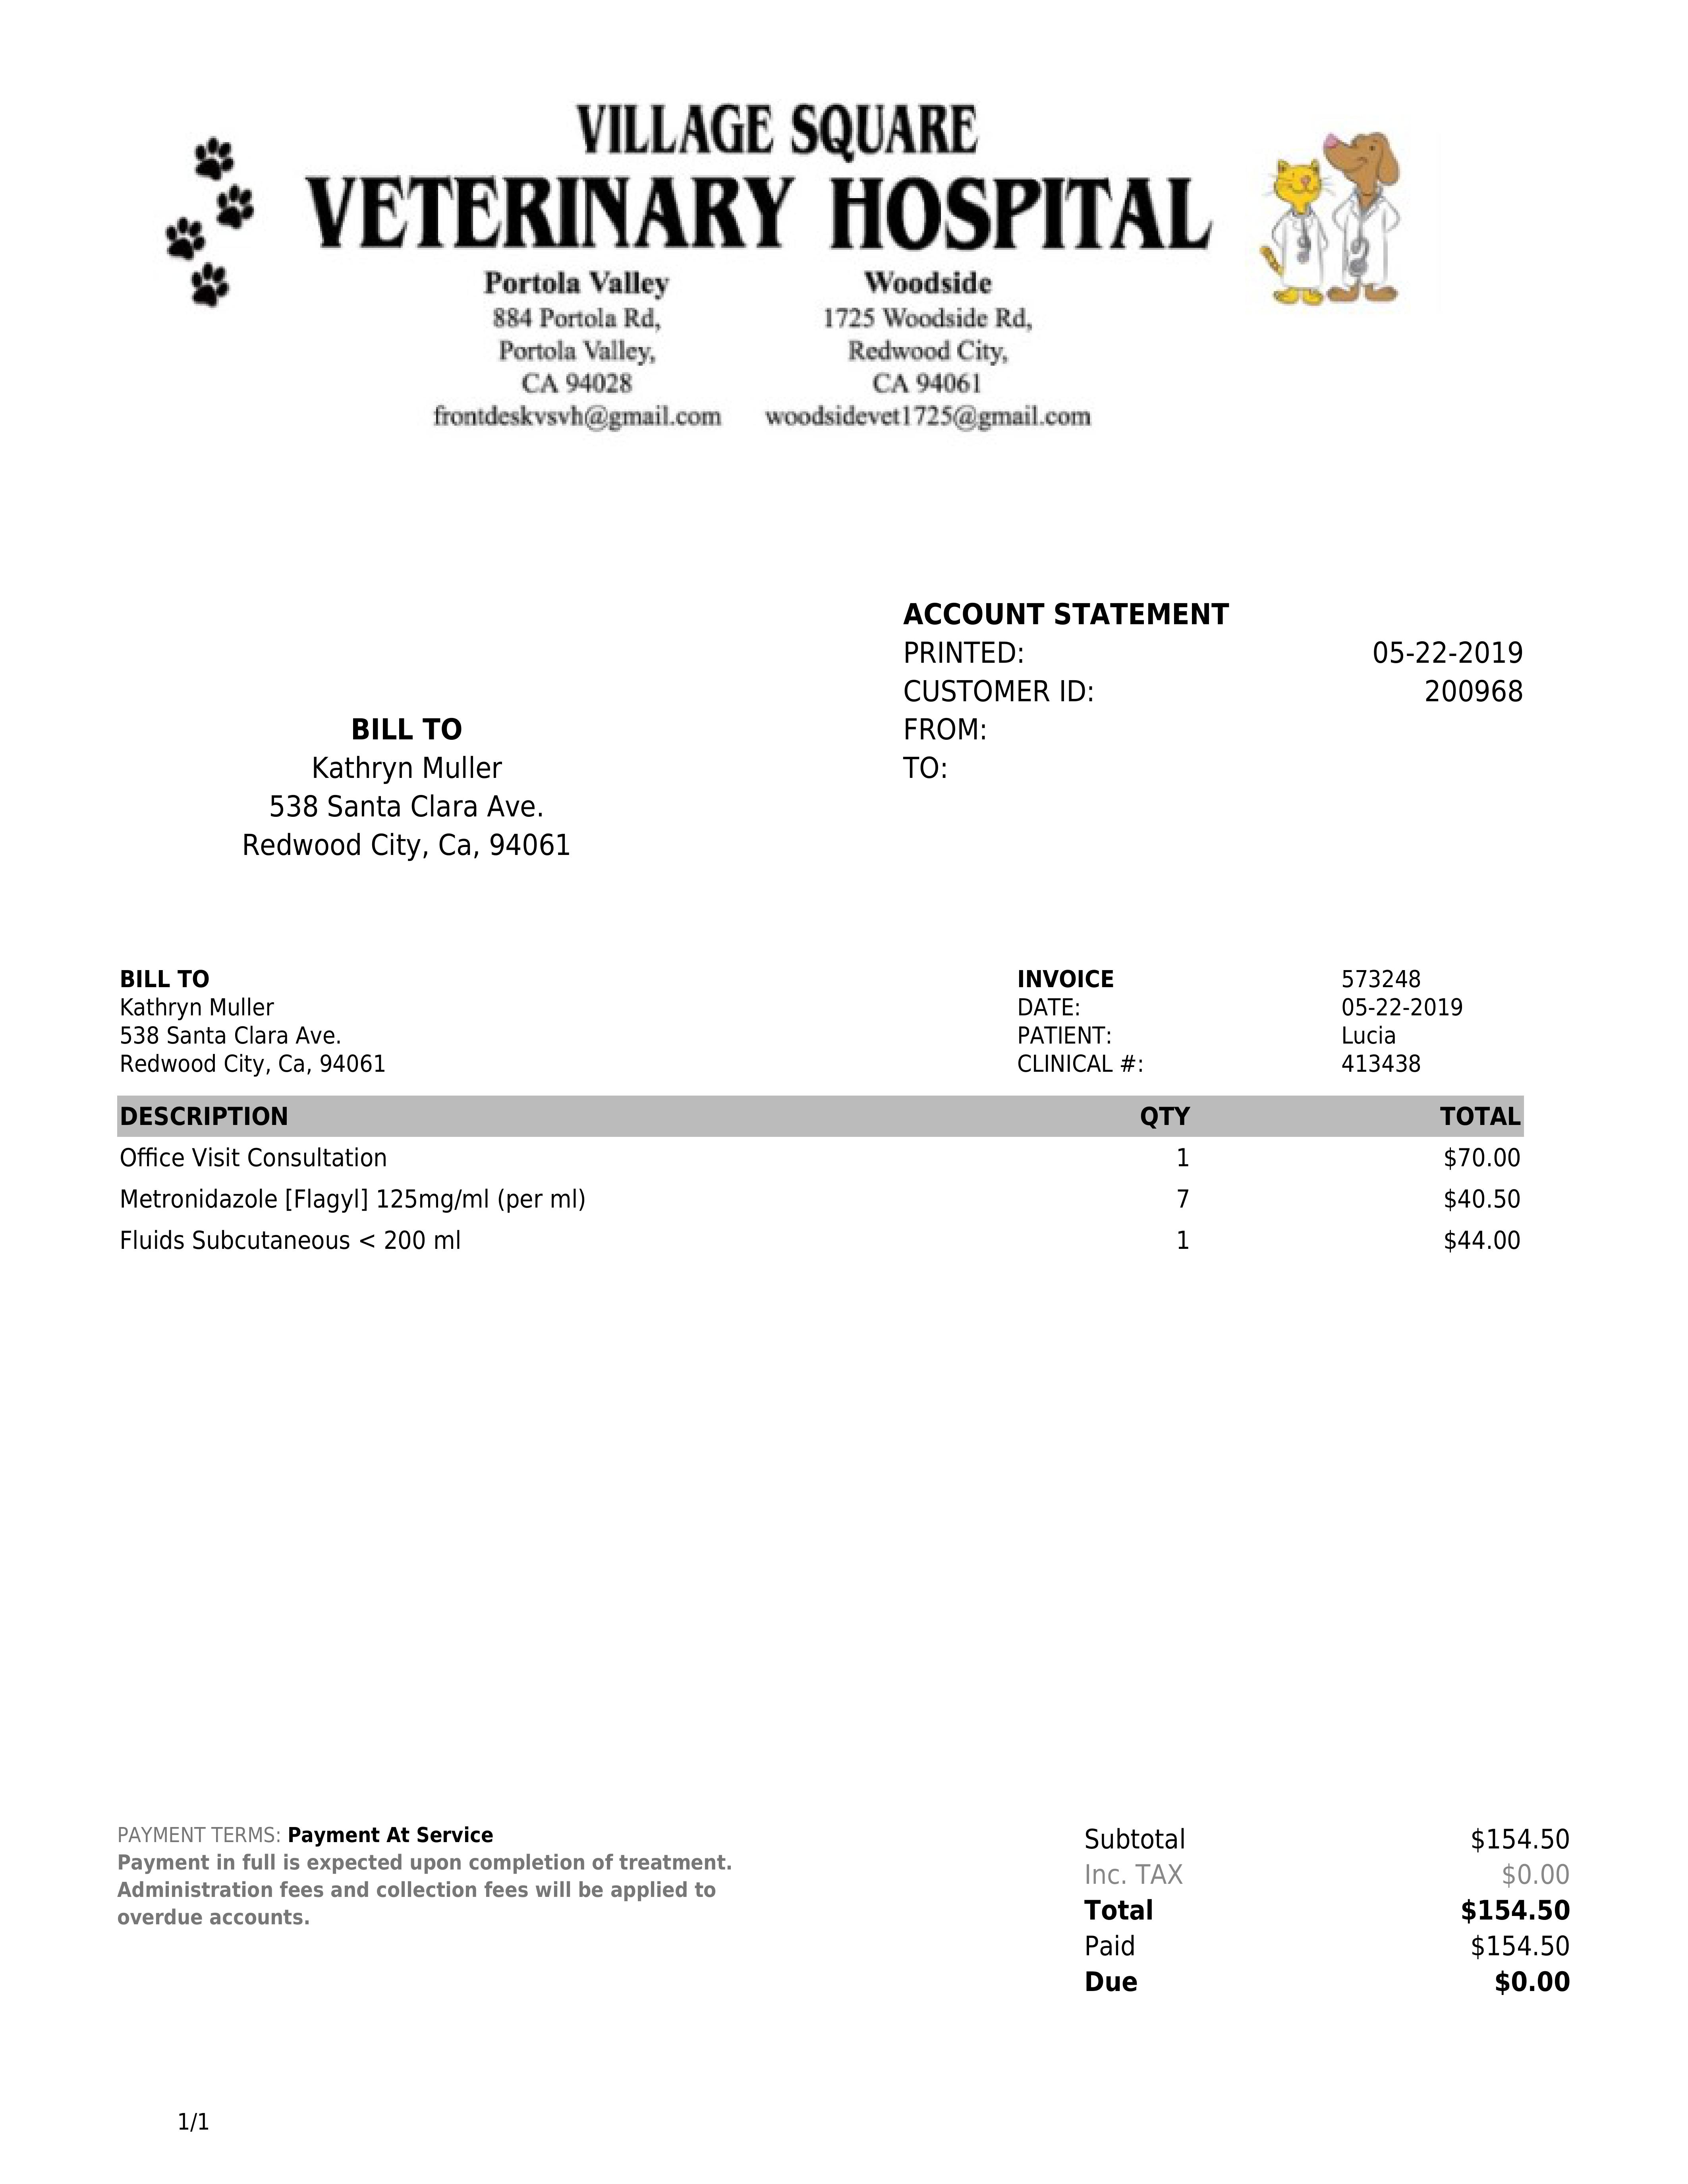 VILLAGE SQUARE
VETERINARY HOSPITAL
Portola Valley
884 Portola Rd,
Portola Valley,
CA 94028
frontdeskvsvh@gmail.com
Woodside
1725 Woodside Rd,
Redwood City,
CA 94061
woodsidevet1725@gmail.com
ACCOUNT STATEMENT
PRINTED: 05-22-2019
CUSTOMER ID: 200968
FROM:
TO:
BILL TO
Kathryn Muller
538 Santa Clara Ave.
Redwood City, Ca, 94061
BILL TO
Kathryn Muller
538 Santa Clara Ave.
Redwood City, Ca, 94061
INVOICE 573248
DATE: 05-22-2019
PATIENT: Lucia
CLINICAL #: 413438
DESCRIPTION QTY TOTAL
Office Visit Consultation 1 $70.00
Metronidazole [Flagyl] 125mg/ml (per ml) 7 $40.50
Fluids Subcutaneous < 200 ml 1 $44.00
PAYMENT TERMS: Payment At Service
Payment in full is expected upon completion of treatment.
Administration fees and collection fees will be applied to
overdue accounts.
Subtotal $154.50
Inc. TAX $0.00
Total $154.50
Paid $154.50
Due $0.00
1/1